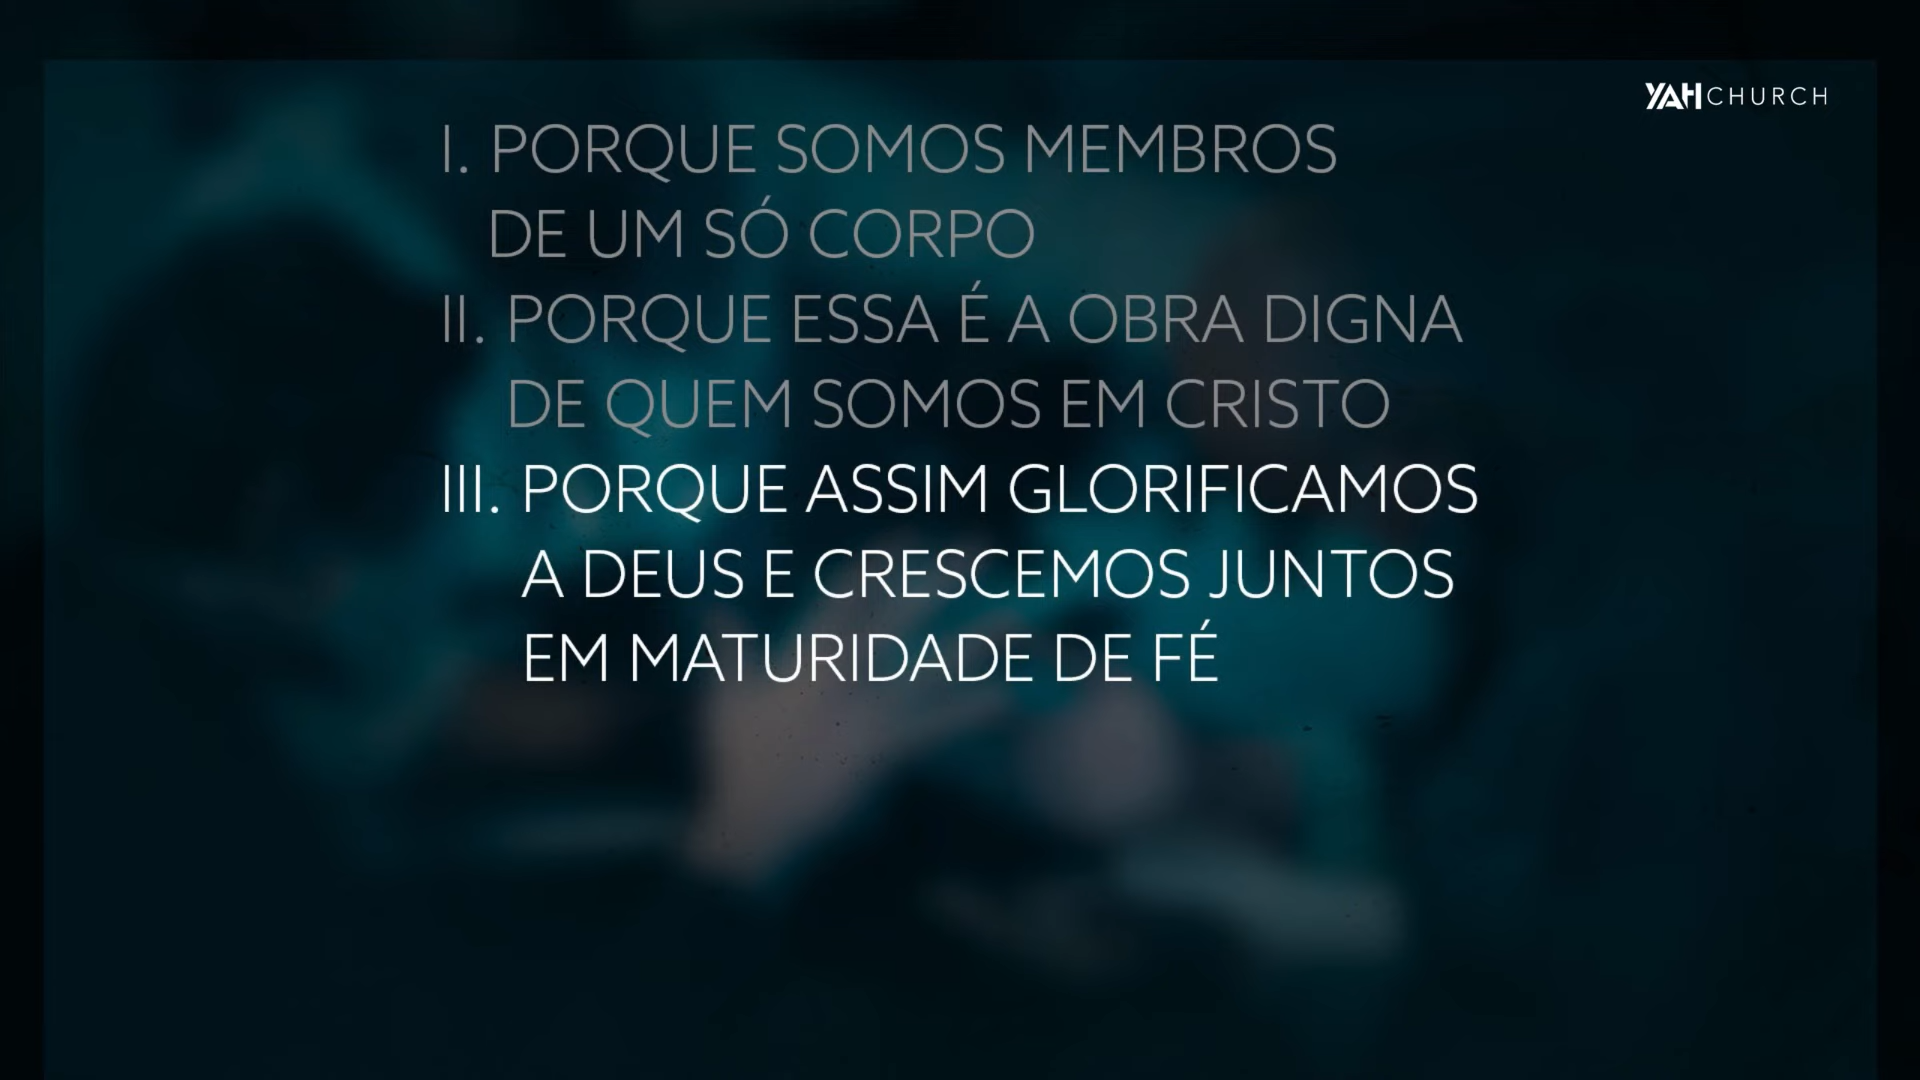 YAH CHURCH
I. PORQUE SOMOS MEMBROS
DE UM SÓ CORPO
II. PORQUE ESSA É A OBRA DIGNA
DE QUEM SOMOS EM CRISTO
III. PORQUE ASSIM GLORIFICAMOS
A DEUS E CRESCEMOS JUNTOS
EM MATURIDADE DE FÉ